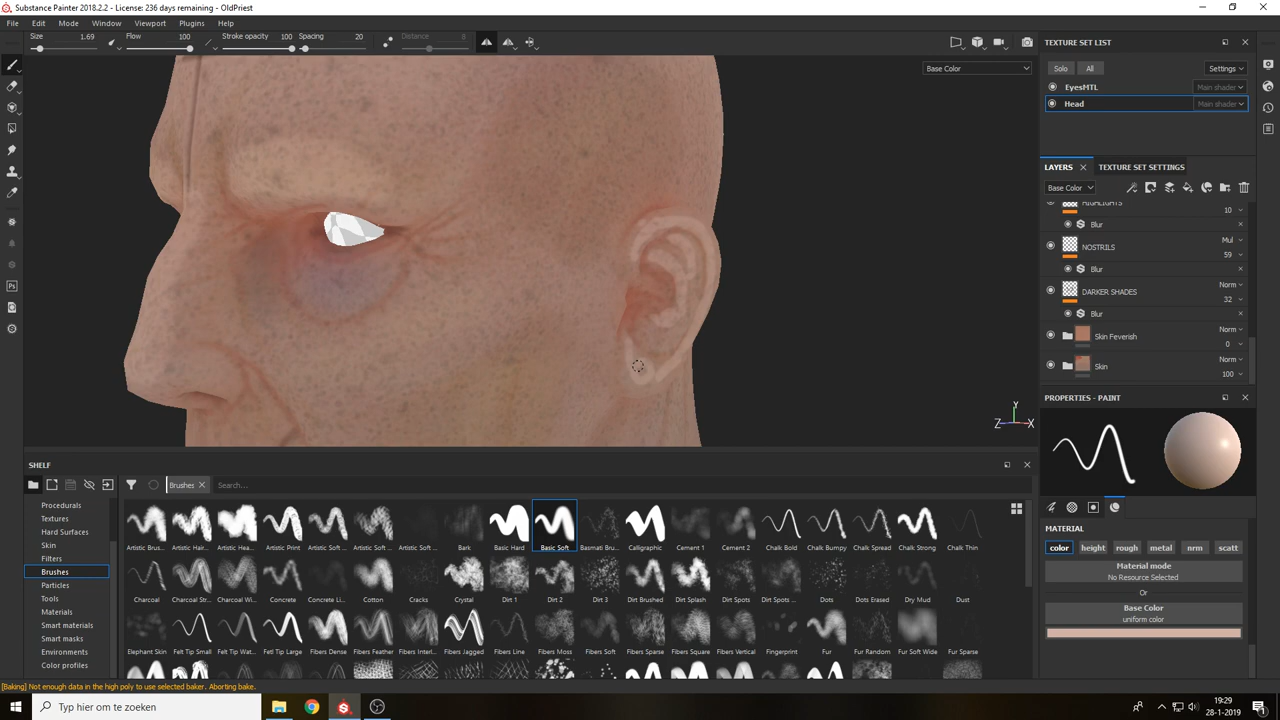 Substance Painter 2018.2.2 - License: 236 days remaining - OldPriest
File Edit Mode Window Viewport Plugins Help
Size 1.69 Flow 100 Stroke opacity 100 Spacing 20 Distance 8
Base Color
TEXTURE SET LIST
Solo All Settings
EyesMTL Main shader
Head Main shader
LAYERS TEXTURE SET SETTINGS
Base Color
HIGHLIGHTS 10
Blur
NOSTRILS Mul 59
Blur
DARKER SHADES Norm 32
Blur
Skin Feverish Norm 0
Skin Norm 100
Y
Z X
PROPERTIES - PAINT
MATERIAL
color height rough metal nrm scatt
Material mode
No Resource Selected
Or
Base Color
uniform color
SHELF
Brushes Search...
Procedurals
Textures
Hard Surfaces
Skin
Filters
Brushes
Particles
Tools
Materials
Smart materials
Smart masks
Environments
Color profiles
Artistic Brus... Artistic Hair... Artistic Hea... Artistic Print Artistic Soft ... Artistic Soft ... Artistic Soft ... Bark Basic Hard Basic Soft Basmati Bru... Calligraphic Cement 1 Cement 2 Chalk Bold Chalk Bumpy Chalk Spread Chalk Strong Chalk Thin
Charcoal Charcoal Str... Charcoal Wi... Concrete Concrete Li... Cotton Cracks Crystal Dirt 1 Dirt 2 Dirt 3 Dirt Brushed Dirt Splash Dirt Spots Dirt Spots ... Dots Dots Erased Dry Mud Dust
Elephant Skin Felt Tip Small Felt Tip Wat... Felt Tip Large Fibers Dense Fibers Feather Fibers Interl... Fibers Jagged Fibers Line Fibers Moss Fibers Soft Fibers Sparse Fibers Square Fibers Vertical Fingerprint Fur Fur Random Fur Soft Wide Fur Sparse
[Baking] Not enough data in the high poly to use selected baker. Aborting bake.
Typ hier om te zoeken
19:29
28-1-2019